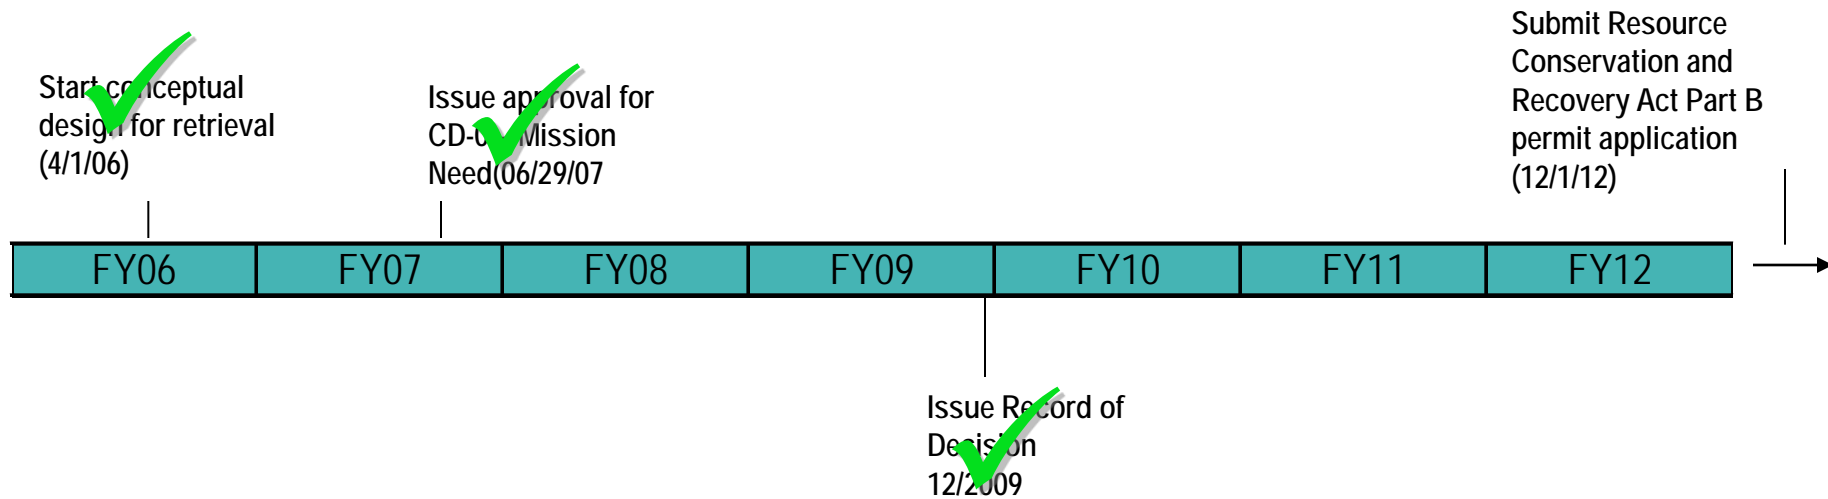 Start conceptual
design for retrieval
(4/1/06)
Issue approval for
CD-0 Mission
Need(06/29/07
Submit Resource
Conservation and
Recovery Act Part B
permit application
(12/1/12)
FY06
FY07
FY08
FY09
FY10
FY11
FY12
Issue Record of
Decision
12/2009